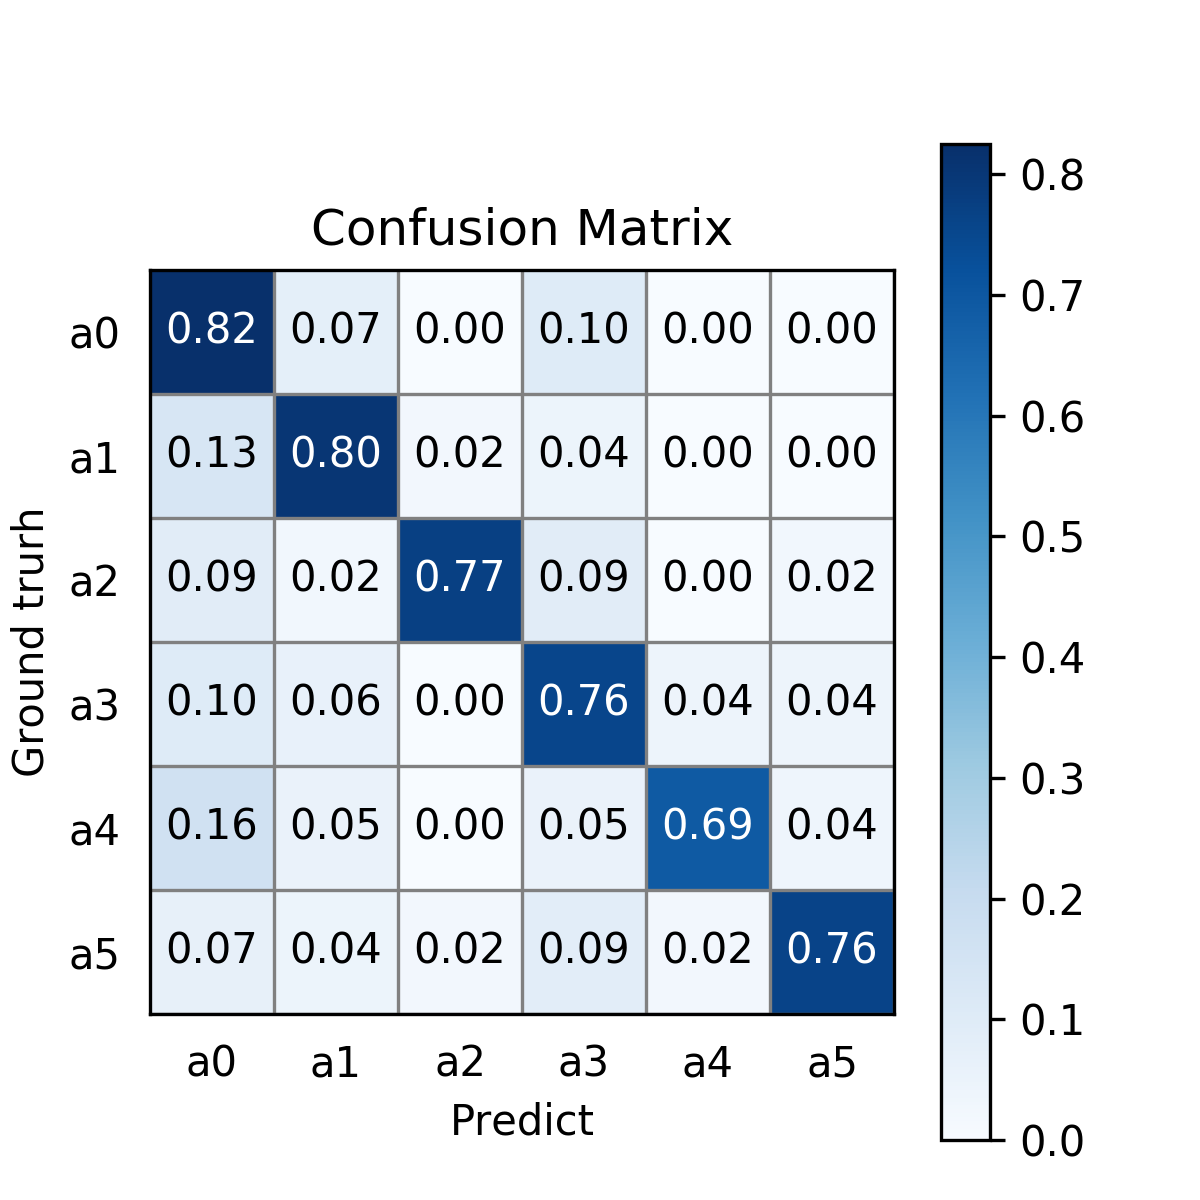 Confusion Matrix
a0 0.82 0.07 0.00 0.10 0.00 0.00
a1 0.13 0.80 0.02 0.04 0.00 0.00
a2 0.09 0.02 0.77 0.09 0.00 0.02
a3 0.10 0.06 0.00 0.76 0.04 0.04
a4 0.16 0.05 0.00 0.05 0.69 0.04
a5 0.07 0.04 0.02 0.09 0.02 0.76
a0 a1 a2 a3 a4 a5
Predict
Ground trurh
0.8
0.7
0.6
0.5
0.4
0.3
0.2
0.1
0.0